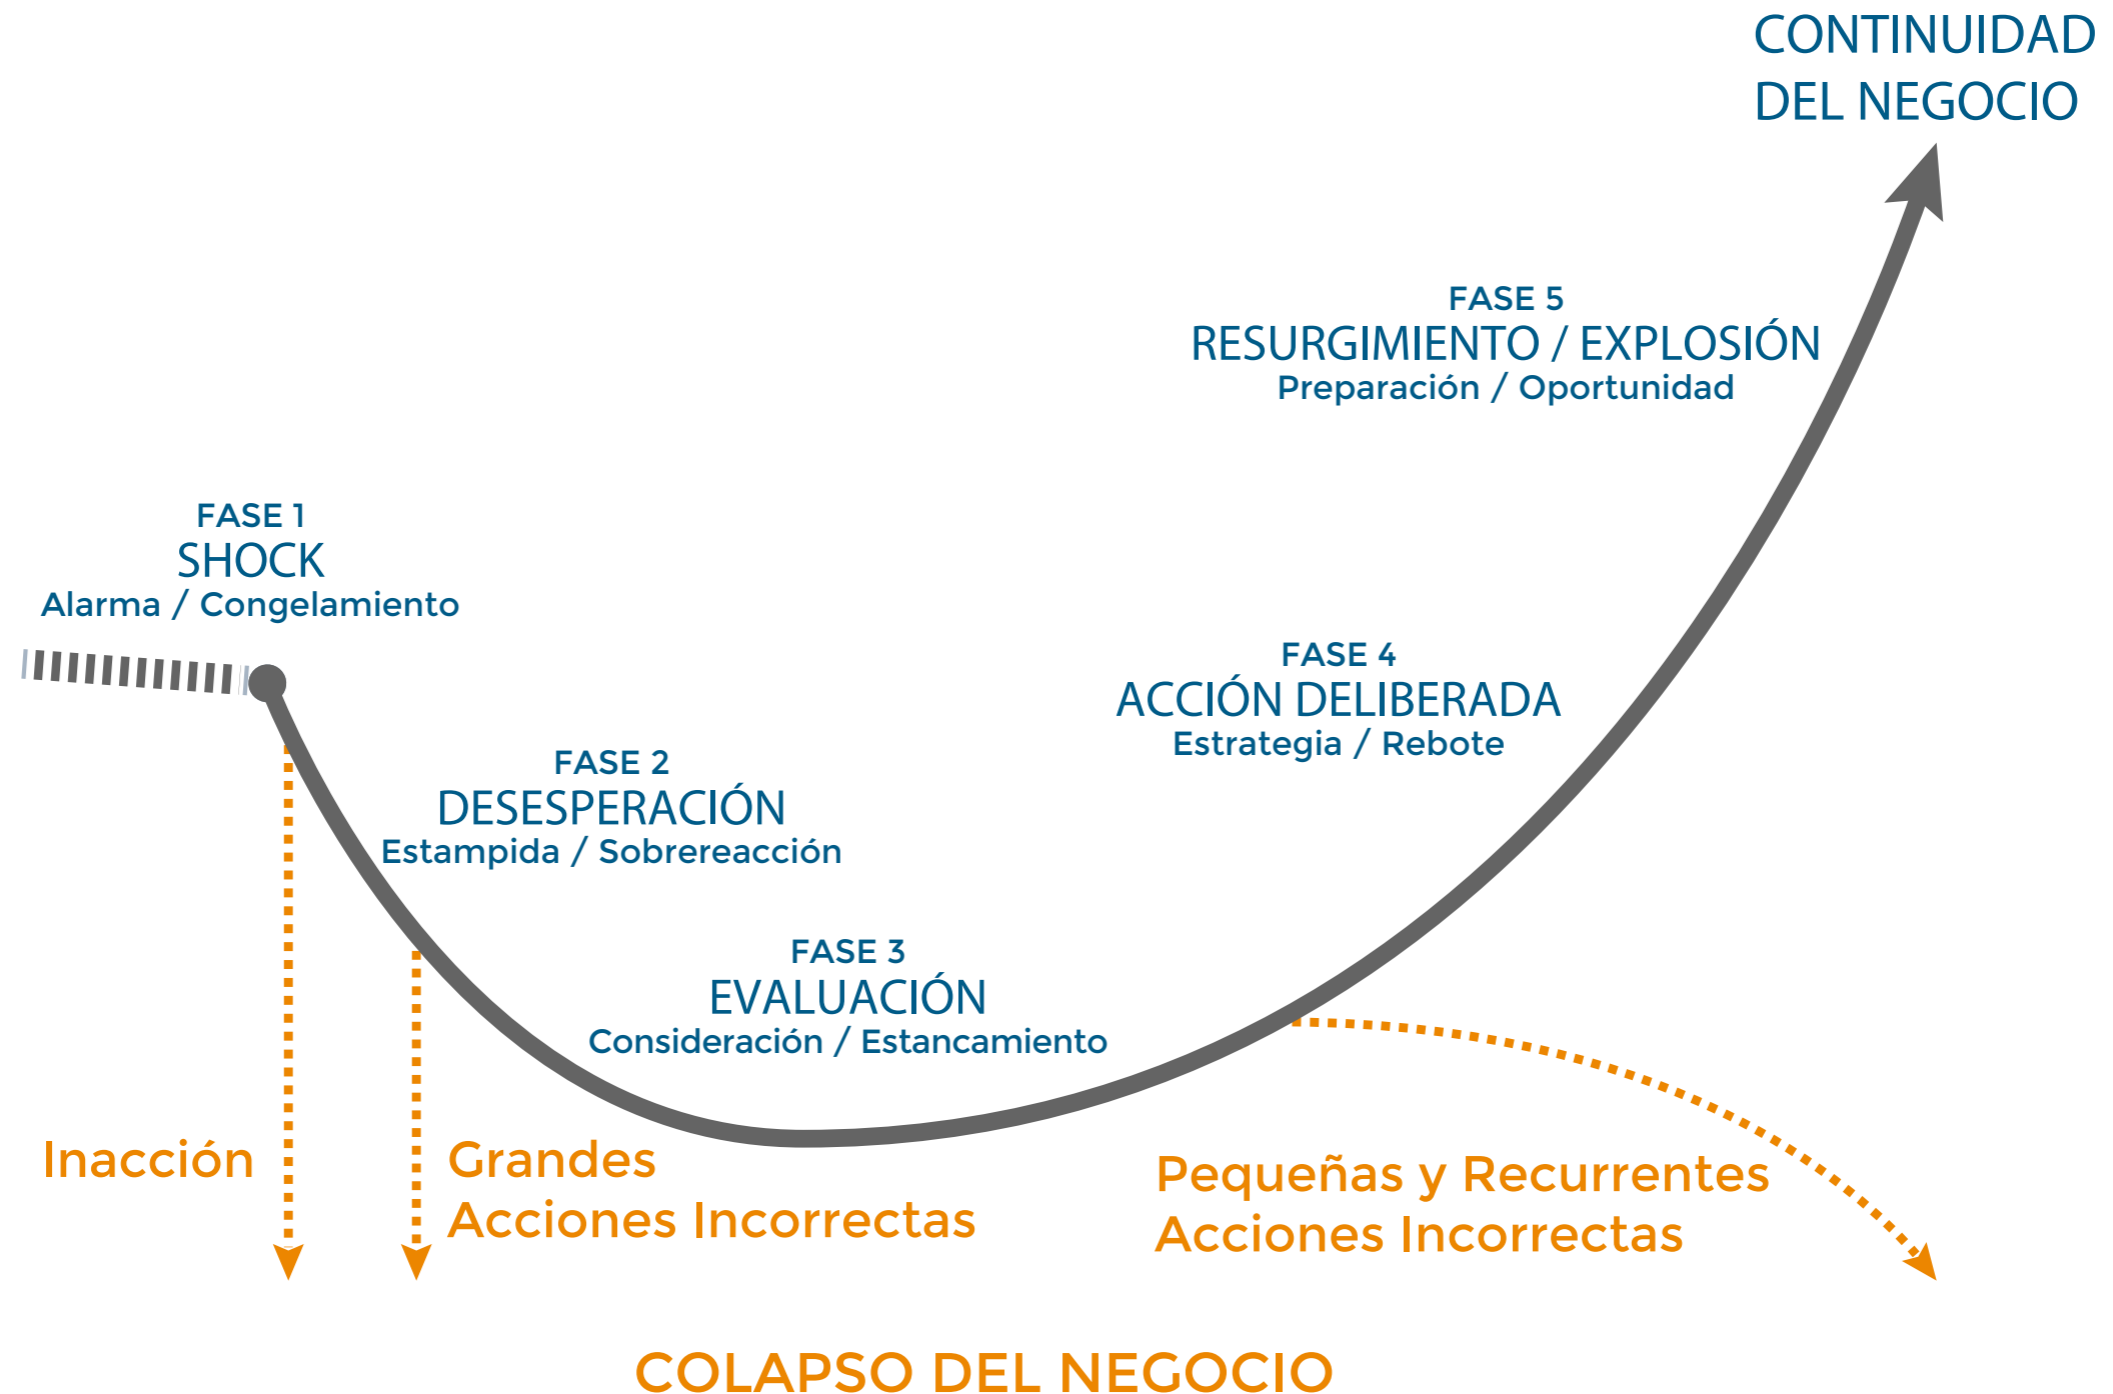 CONTINUIDAD
DEL NEGOCIO
FASE 5
RESURGIMIENTO / EXPLOSIÓN
Preparación / Oportunidad
FASE 1
SHOCK
Alarma / Congelamiento
FASE 4
ACCIÓN DELIBERADA
Estrategia / Rebote
FASE 2
DESESPERACIÓN
Estampida / Sobrereacción
FASE 3
EVALUACIÓN
Consideración / Estancamiento
Inacción
Grandes
Acciones Incorrectas
Pequeñas y Recurrentes
Acciones Incorrectas
COLAPSO DEL NEGOCIO